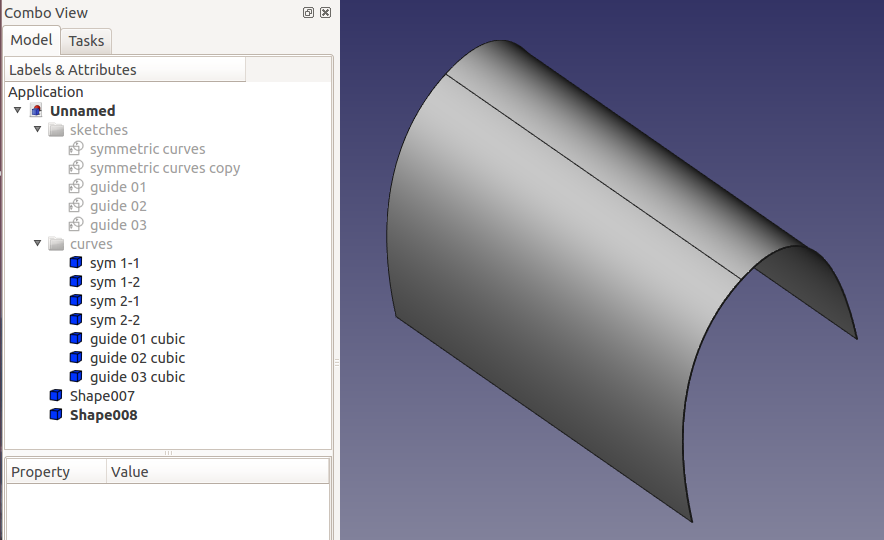 Combo View
Model Tasks
Labels & Attributes
Application
Unnamed
sketches
symmetric curves
symmetric curves copy
guide 01
guide 02
guide 03
curves
sym 1-1
sym 1-2
sym 2-1
sym 2-2
guide 01 cubic
guide 02 cubic
guide 03 cubic
Shape007
Shape008
Property Value